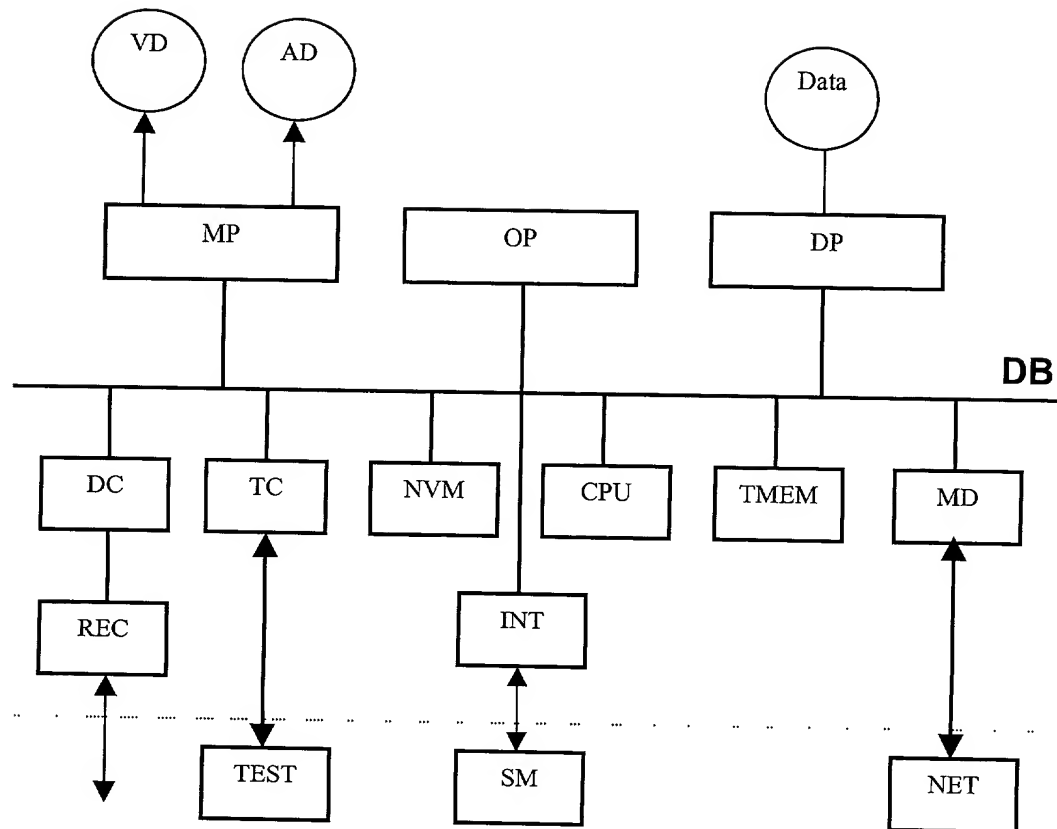 VD
AD
Data
MP
OP
DP
DB
DC
TC
NVM
CPU
TMEM
MD
REC
INT
TEST
SM
NET